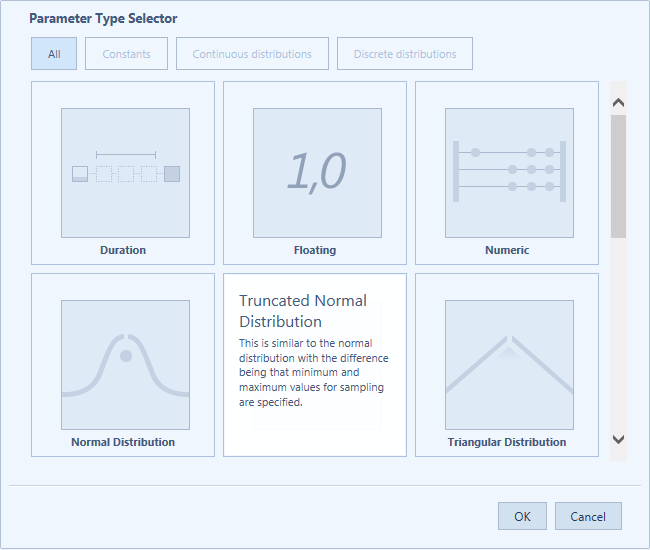 Parameter Type Selector
All Constants Continuous distributions Discrete distributions
1,0
Duration Floating Numeric
Truncated Normal
Distribution
This is similar to the normal
distribution with the difference
being that minimum and
maximum values for sampling
are specified.
Normal Distribution Triangular Distribution
OK Cancel